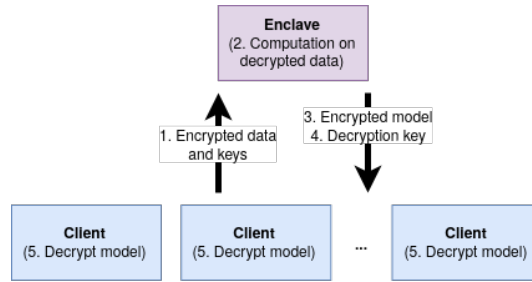 Enclave
(2. Computation on
decrypted data)
1. Encrypted data
and keys
3. Encrypted model
4. Decryption key
Client
(5. Decrypt model)
Client
(5. Decrypt model)
...
Client
(5. Decrypt model)